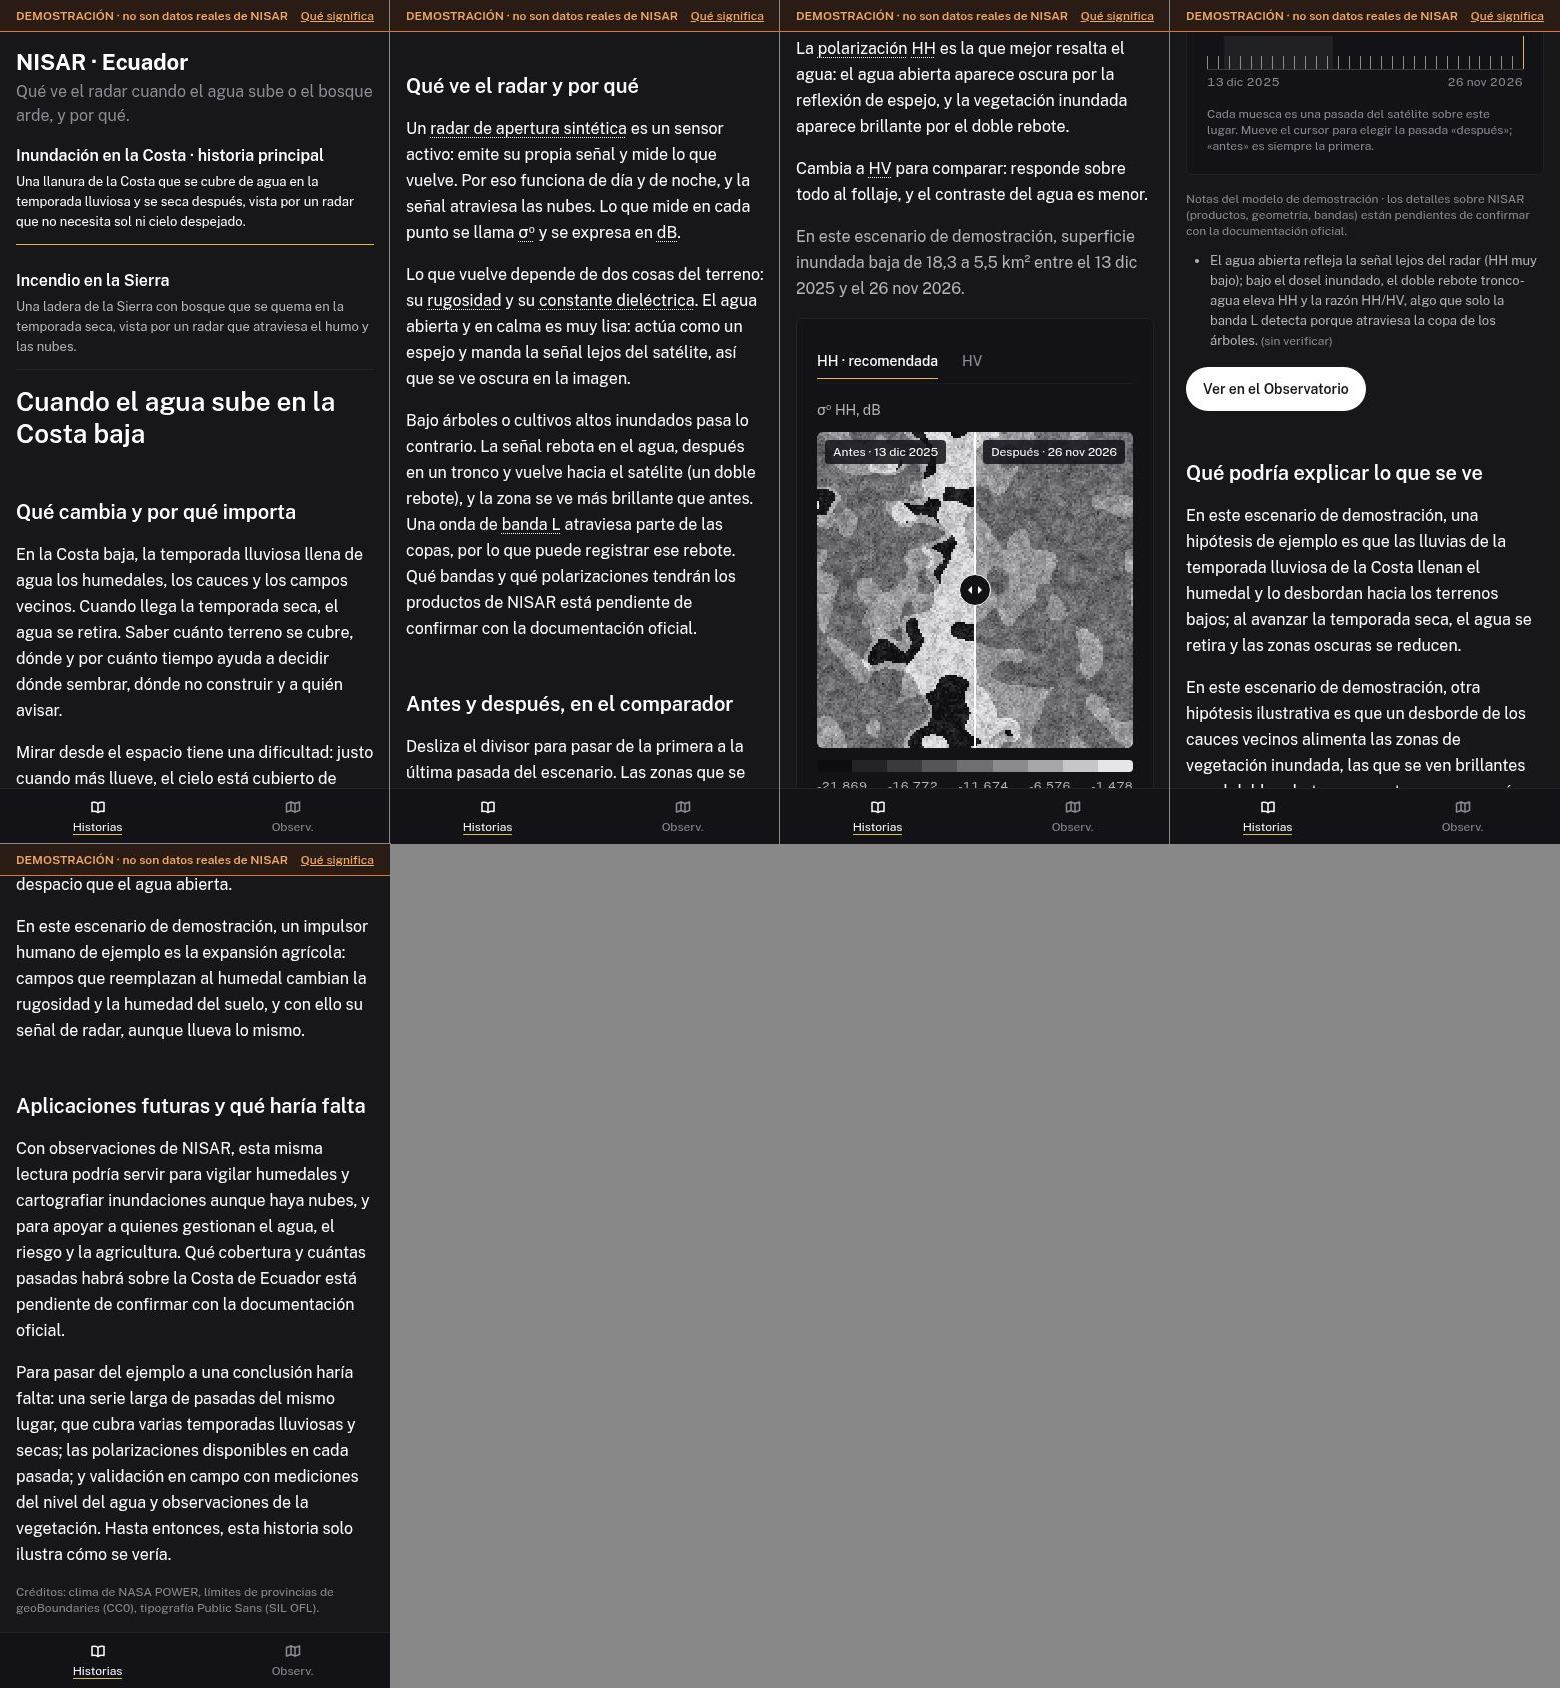 DEMOSTRACIÓN · no son datos reales de NISAR Qué significa
NISAR · Ecuador
Qué ve el radar cuando el agua sube o el bosque
arde, y por qué.
Inundación en la Costa · historia principal
Una llanura de la Costa que se cubre de agua en la
temporada lluviosa y se seca después, vista por un radar
que no necesita sol ni cielo despejado.
Incendio en la Sierra
Una ladera de la Sierra con bosque que se quema en la
temporada seca, vista por un radar que atraviesa el humo y
las nubes.
Cuando el agua sube en la
Costa baja
Qué cambia y por qué importa
En la Costa baja, la temporada lluviosa llena de
agua los humedales, los cauces y los campos
vecinos. Cuando llega la temporada seca, el
agua se retira. Saber cuánto terreno se cubre,
dónde y por cuánto tiempo ayuda a decidir
dónde sembrar, dónde no construir y a quién
avisar.
Mirar desde el espacio tiene una dificultad: justo
cuando más llueve, el cielo está cubierto de
Historias Observ.
DEMOSTRACIÓN · no son datos reales de NISAR Qué significa
Qué ve el radar y por qué
Un radar de apertura sintética es un sensor
activo: emite su propia señal y mide lo que
vuelve. Por eso funciona de día y de noche, y la
señal atraviesa las nubes. Lo que mide en cada
punto se llama σº y se expresa en dB.
Lo que vuelve depende de dos cosas del terreno:
su rugosidad y su constante dieléctrica. El agua
abierta y en calma es muy lisa: actúa como un
espejo y manda la señal lejos del satélite, así
que se ve oscura en la imagen.
Bajo árboles o cultivos altos inundados pasa lo
contrario. La señal rebota en el agua, después
en un tronco y vuelve hacia el satélite (un doble
rebote), y la zona se ve más brillante que antes.
Una onda de banda L atraviesa parte de las
copas, por lo que puede registrar ese rebote.
Qué bandas y qué polarizaciones tendrán los
productos de NISAR está pendiente de
confirmar con la documentación oficial.
Antes y después, en el comparador
Desliza el divisor para pasar de la primera a la
última pasada del escenario. Las zonas que se
Historias Observ.
DEMOSTRACIÓN · no son datos reales de NISAR Qué significa
La polarización HH es la que mejor resalta el
agua: el agua abierta aparece oscura por la
reflexión de espejo, y la vegetación inundada
aparece brillante por el doble rebote.
Cambia a HV para comparar: responde sobre
todo al follaje, y el contraste del agua es menor.
En este escenario de demostración, superficie
inundada baja de 18,3 a 5,5 km² entre el 13 dic
2025 y el 26 nov 2026.
HH · recomendada HV
σº HH, dB
Antes · 13 dic 2025 Después · 26 nov 2026
-21.869 -16.772 -11.674 -6.576 -1.478
Historias Observ.
DEMOSTRACIÓN · no son datos reales de NISAR Qué significa
13 dic 2025 26 nov 2026
Cada muesca es una pasada del satélite sobre este
lugar. Mueve el cursor para elegir la pasada «después»;
«antes» es siempre la primera.
Notas del modelo de demostración · los detalles sobre NISAR
(productos, geometría, bandas) están pendientes de confirmar
con la documentación oficial.
• El agua abierta refleja la señal lejos del radar (HH muy
bajo); bajo el dosel inundado, el doble rebote tronco-
agua eleva HH y la razón HH/HV, algo que solo la
banda L detecta porque atraviesa la copa de los
árboles. (sin verificar)
Ver en el Observatorio
Qué podría explicar lo que se ve
En este escenario de demostración, una
hipótesis de ejemplo es que las lluvias de la
temporada lluviosa de la Costa llenan el
humedal y lo desbordan hacia los terrenos
bajos; al avanzar la temporada seca, el agua se
retira y las zonas oscuras se reducen.
En este escenario de demostración, otra
hipótesis ilustrativa es que un desborde de los
cauces vecinos alimenta las zonas de
vegetación inundada, las que se ven brillantes
Historias Observ.
DEMOSTRACIÓN · no son datos reales de NISAR Qué significa
despacio que el agua abierta.
En este escenario de demostración, un impulsor
humano de ejemplo es la expansión agrícola:
campos que reemplazan al humedal cambian la
rugosidad y la humedad del suelo, y con ello su
señal de radar, aunque llueva lo mismo.
Aplicaciones futuras y qué haría falta
Con observaciones de NISAR, esta misma
lectura podría servir para vigilar humedales y
cartografiar inundaciones aunque haya nubes, y
para apoyar a quienes gestionan el agua, el
riesgo y la agricultura. Qué cobertura y cuántas
pasadas habrá sobre la Costa de Ecuador está
pendiente de confirmar con la documentación
oficial.
Para pasar del ejemplo a una conclusión haría
falta: una serie larga de pasadas del mismo
lugar, que cubra varias temporadas lluviosas y
secas; las polarizaciones disponibles en cada
pasada; y validación en campo con mediciones
del nivel del agua y observaciones de la
vegetación. Hasta entonces, esta historia solo
ilustra cómo se vería.
Créditos: clima de NASA POWER, límites de provincias de
geoBoundaries (CC0), tipografía Public Sans (SIL OFL).
Historias Observ.